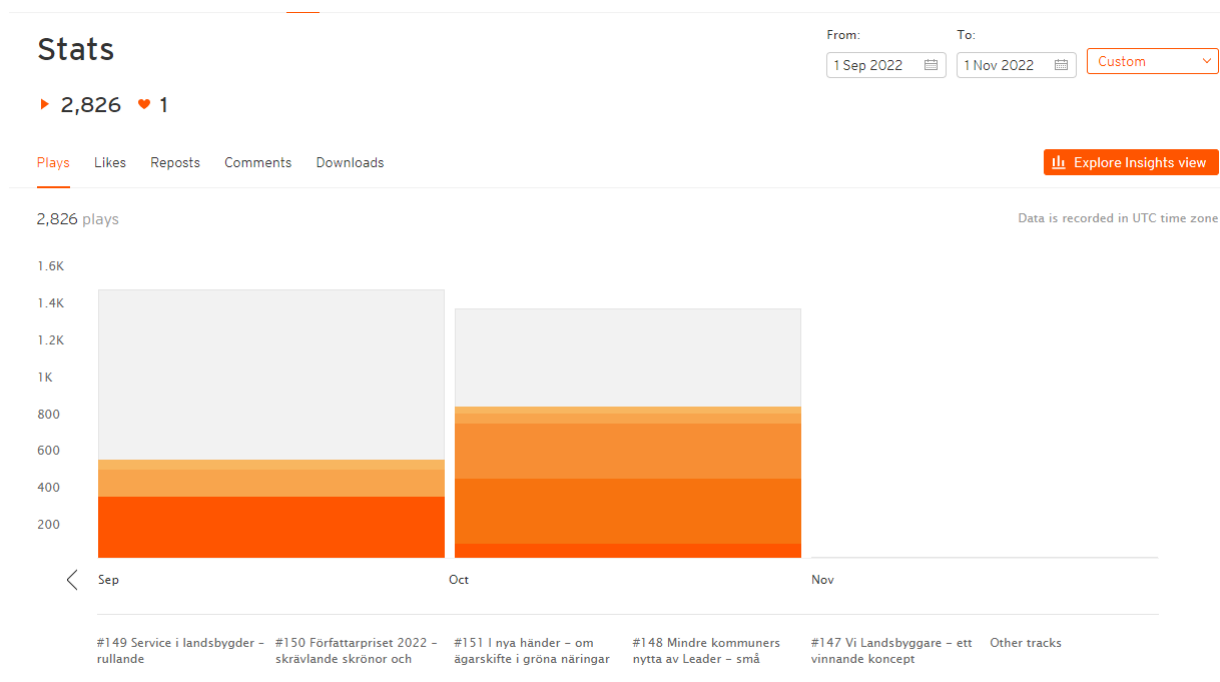 Stats
From:
To:
1 Sep 2022
1 Nov 2022
Custom
2,826
1
Plays
Likes
Reposts
Comments
Downloads
Explore Insights view
2,826 plays
Data is recorded in UTC time zone
1.6K
1.4K
1.2K
1K
800
600
400
200
Sep
Oct
Nov
#149 Service i landsbygder –
rullande
#150 Författarpriset 2022 –
skrävlande skrönor och
#151 I nya händer – om
ägarskifte i gröna näringar
#148 Mindre kommuners
nytta av Leader – små
#147 Vi Landsbyggare – ett
vinnande koncept
Other tracks